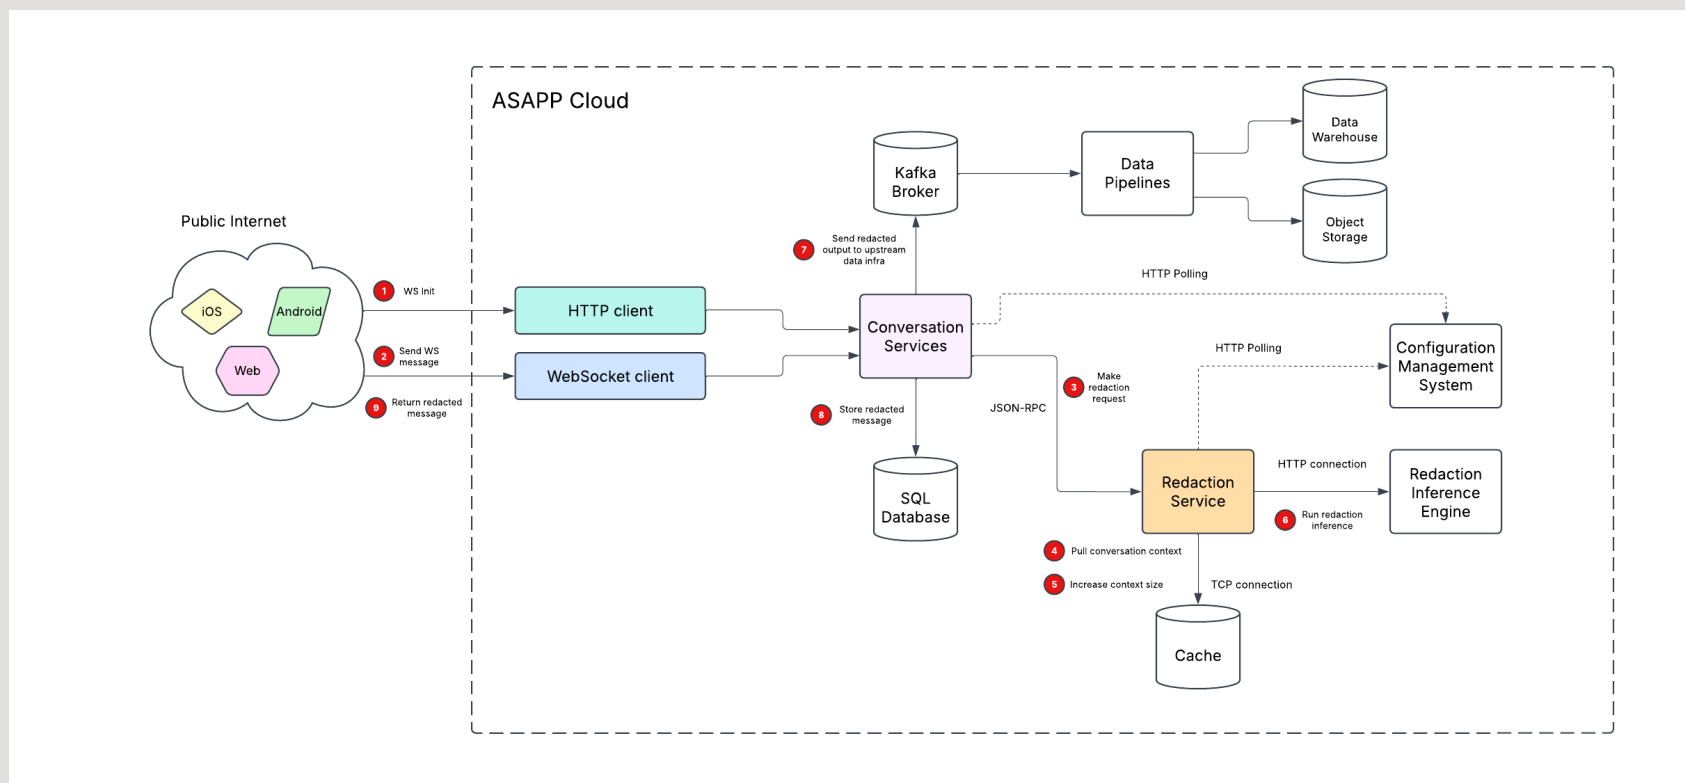 ASAPP Cloud
Data
Warehouse
Kafka
Broker
Data
Pipelines
Object
Storage
Public Internet
7
Send redacted
output to upstream
data infra
HTTP Polling
1
WS Init
iOS
Android
HTTP client
Conversation
Services
2
Send WS
message
Web
WebSocket client
HTTP Polling
Configuration
Management
System
3
Make
redaction
request
JSON-RPC
9
Return redacted
message
8
Store redacted
message
SQL
Database
Redaction
Service
HTTP connection
6
Run redaction
inference
Redaction
Inference
Engine
4
Pull conversation context
5
Increase context size
TCP connection
Cache